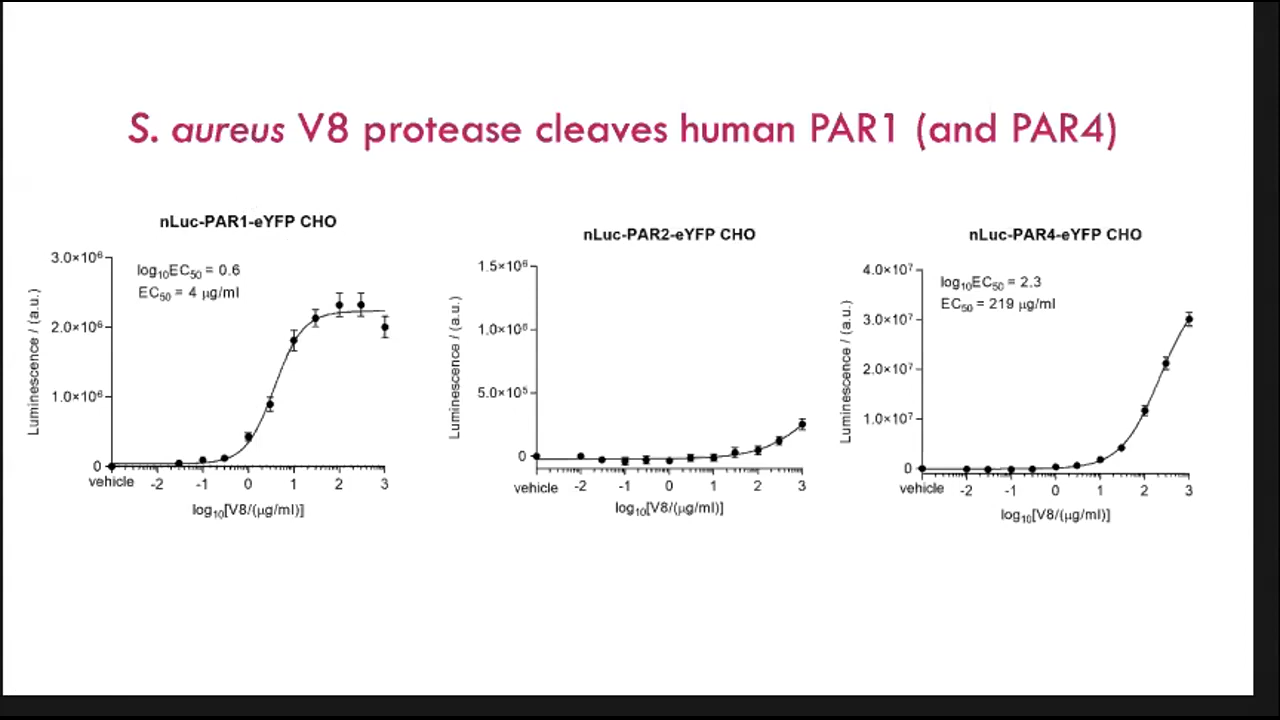 S. aureus V8 protease cleaves human PAR1 (and PAR4)
nLuc-PAR1-eYFP CHO
log₁₀EC₅₀ = 0.6
EC₅₀ = 4 μg/ml
Luminescence / (a.u.)
3.0×10⁶
2.0×10⁶
1.0×10⁶
0
vehicle -2 -1 0 1 2 3
log₁₀[V8/(μg/ml)]
nLuc-PAR2-eYFP CHO
Luminescence / (a.u.)
1.5×10⁶
1.0×10⁶
5.0×10⁵
0
vehicle -2 -1 0 1 2 3
log₁₀[V8/(μg/ml)]
nLuc-PAR4-eYFP CHO
log₁₀EC₅₀ = 2.3
EC₅₀ = 219 μg/ml
Luminescence / (a.u.)
4.0×10⁷
3.0×10⁷
2.0×10⁷
1.0×10⁷
0
vehicle -2 -1 0 1 2 3
log₁₀[V8/(μg/ml)]